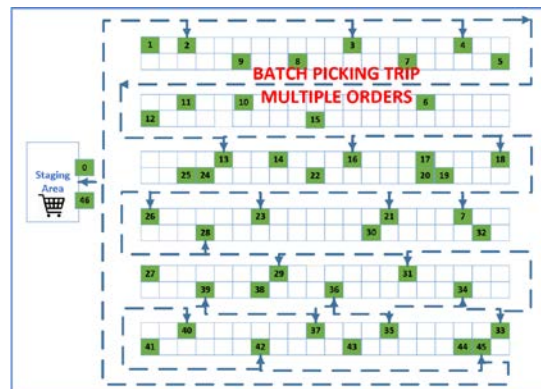 1 2 3 4
9 8 7 5
BATCH PICKING TRIP
MULTIPLE ORDERS
11 10 6
12 15
0
Staging
Area
46
13 14 16 17 18
25 24 22 20 19
26 23 21 7
28 30 32
27 29 31
39 38 36 34
40 37 35 33
41 42 43 44 45